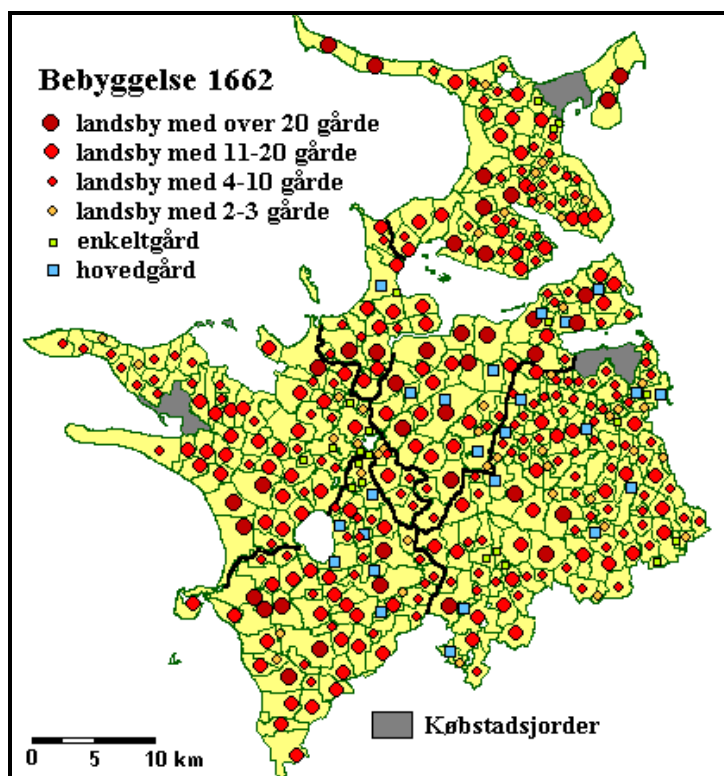 Bebyggelse 1662
landsby med over 20 gårde
landsby med 11-20 gårde
landsby med 4-10 gårde
landsby med 2-3 gårde
enkeltgård
hovedgård
Købstadsjorder
0 5 10 km